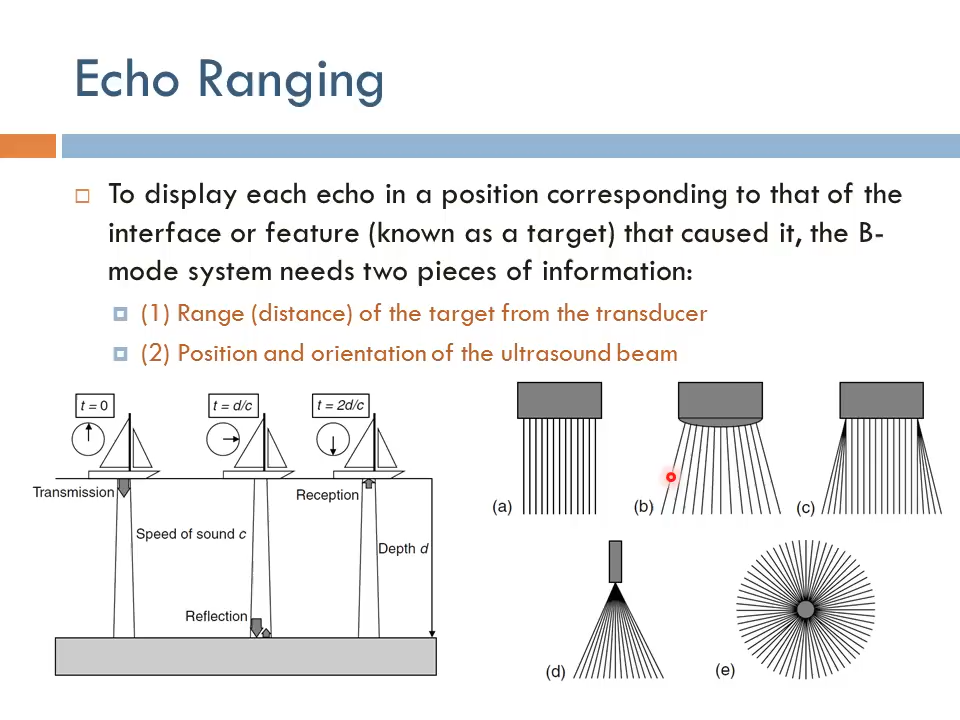 Echo Ranging
To display each echo in a position corresponding to that of the
interface or feature (known as a target) that caused it, the B-
mode system needs two pieces of information:
(1) Range (distance) of the target from the transducer
(2) Position and orientation of the ultrasound beam
t = 0
t = d/c
t = 2d/c
Transmission
Reception
Speed of sound c
Depth d
Reflection
(a)
(b)
(c)
(d)
(e)